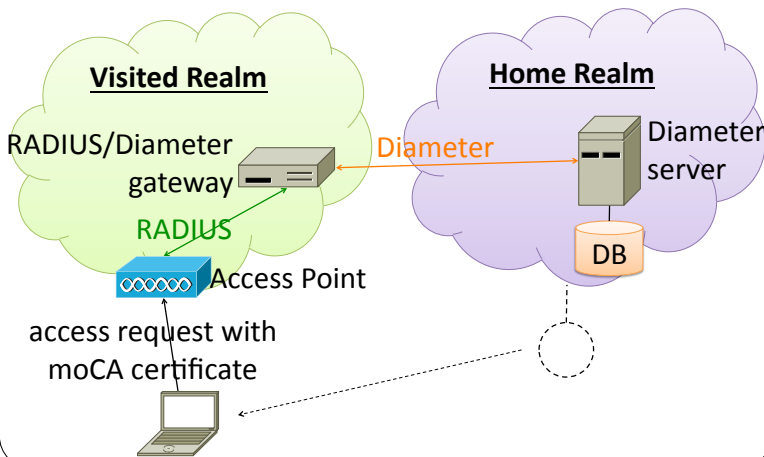 Visited Realm
Home Realm
RADIUS/Diameter
gateway
Diameter
Diameter
server
RADIUS
DB
Access Point
access request with
moCA certificate